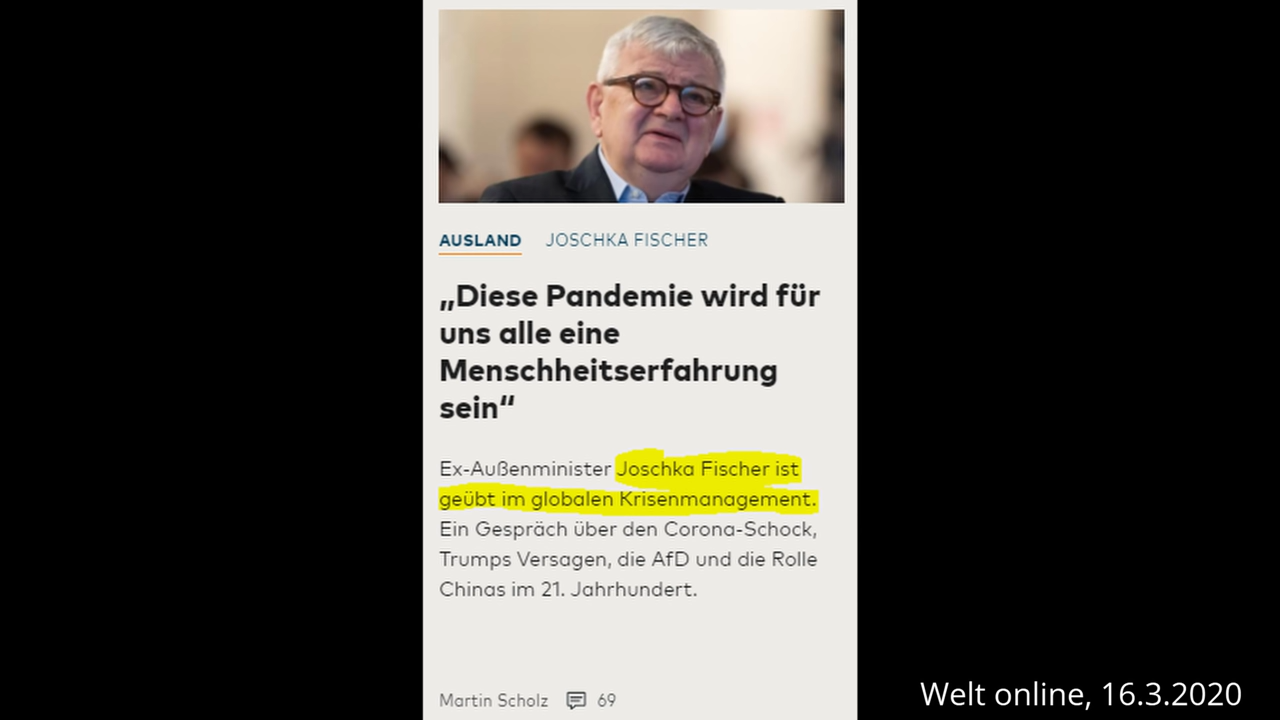 AUSLAND JOSCHKA FISCHER
„Diese Pandemie wird für
uns alle eine
Menschheitserfahrung
sein“
Ex-Außenminister Joschka Fischer ist
geübt im globalen Krisenmanagement.
Ein Gespräch über den Corona-Schock,
Trumps Versagen, die AfD und die Rolle
Chinas im 21. Jahrhundert.
Martin Scholz 69
Welt online, 16.3.2020